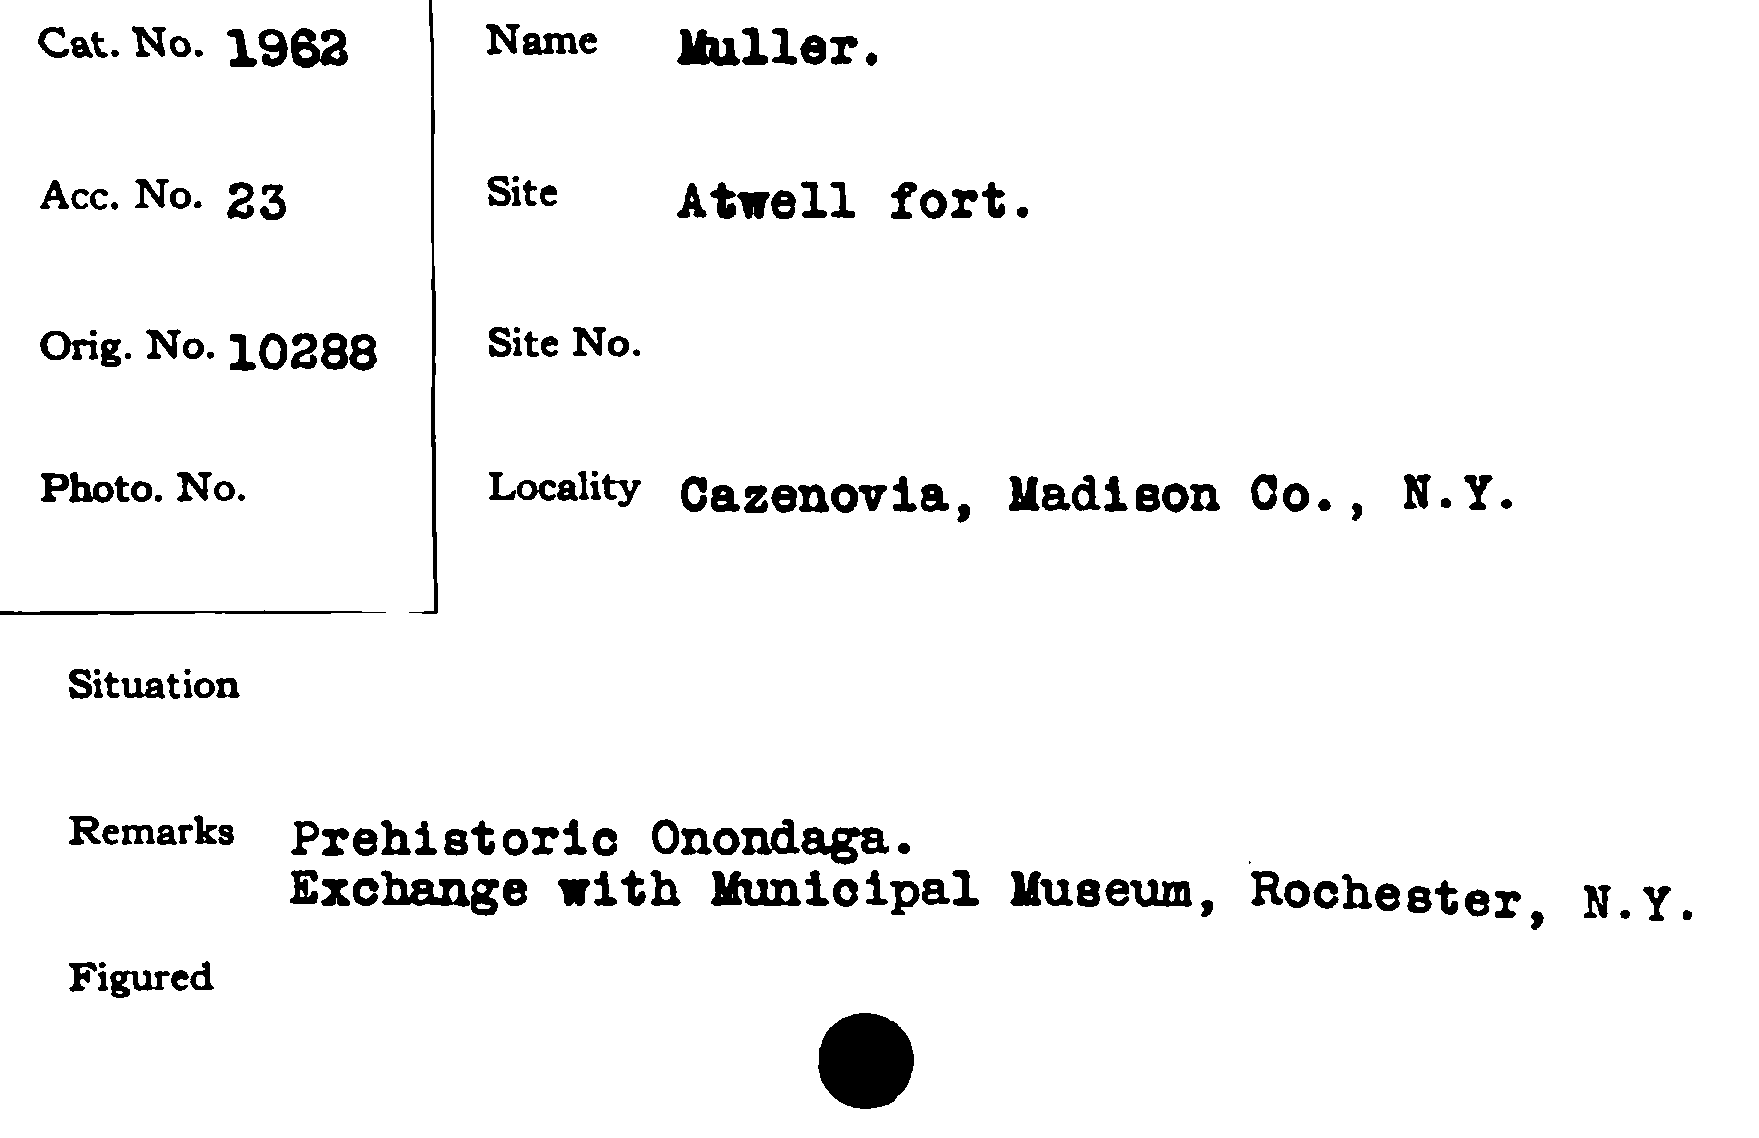 Cat. No. 1962
Name Muller.
Acc. No. 23
Site Atwell fort.
Orig. No. 10288
Site No.
Photo. No.
Locality Cazenovia, Madison Co., N.Y.
Situation
Remarks Prehistoric Onondaga.
Exchange with Municipal Museum, Rochester, N.Y.
Figured